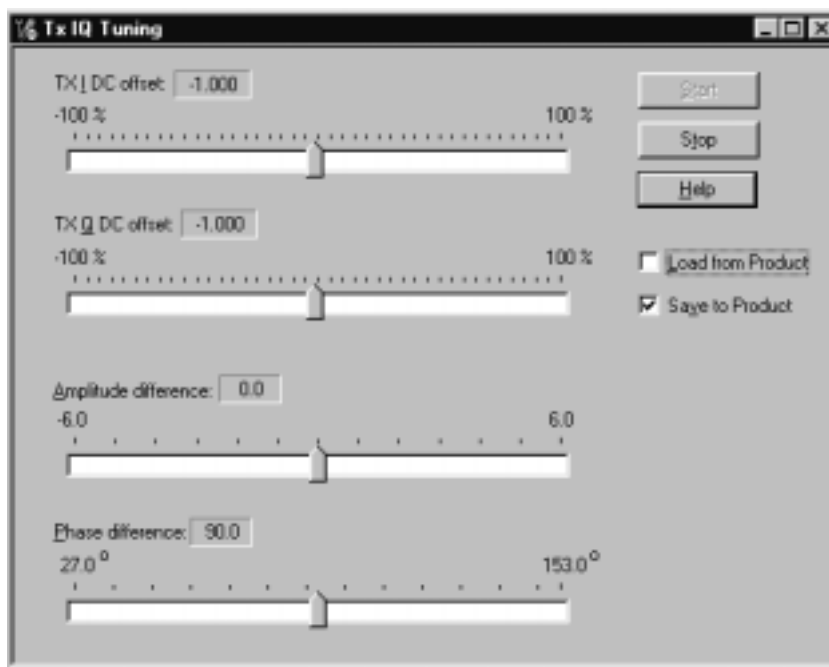 Tx IQ Tuning
TX I DC offset: -1.000
-100 % 100 %
TX Q DC offset: -1.000
-100 % 100 %
Amplitude difference: 0.0
-6.0 6.0
Phase difference: 90.0
27.0° 153.0°
Start
Stop
Help
Load from Product
Save to Product